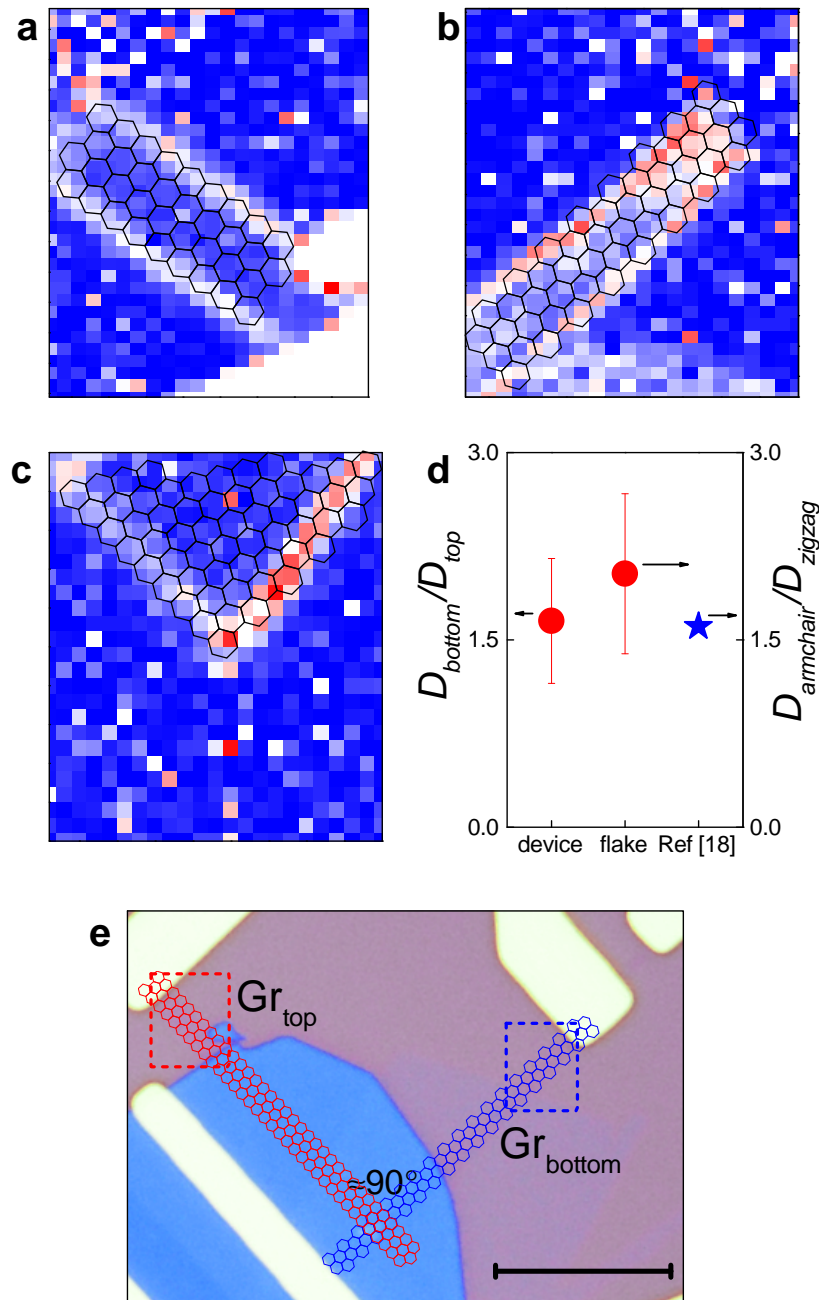 a
b
c
d
3.0
3.0
D_bottom/D_top
D_armchair/D_zigzag
1.5
1.5
0.0
0.0
device flake Ref [18]
e
Gr_top
Gr_bottom
≈90°